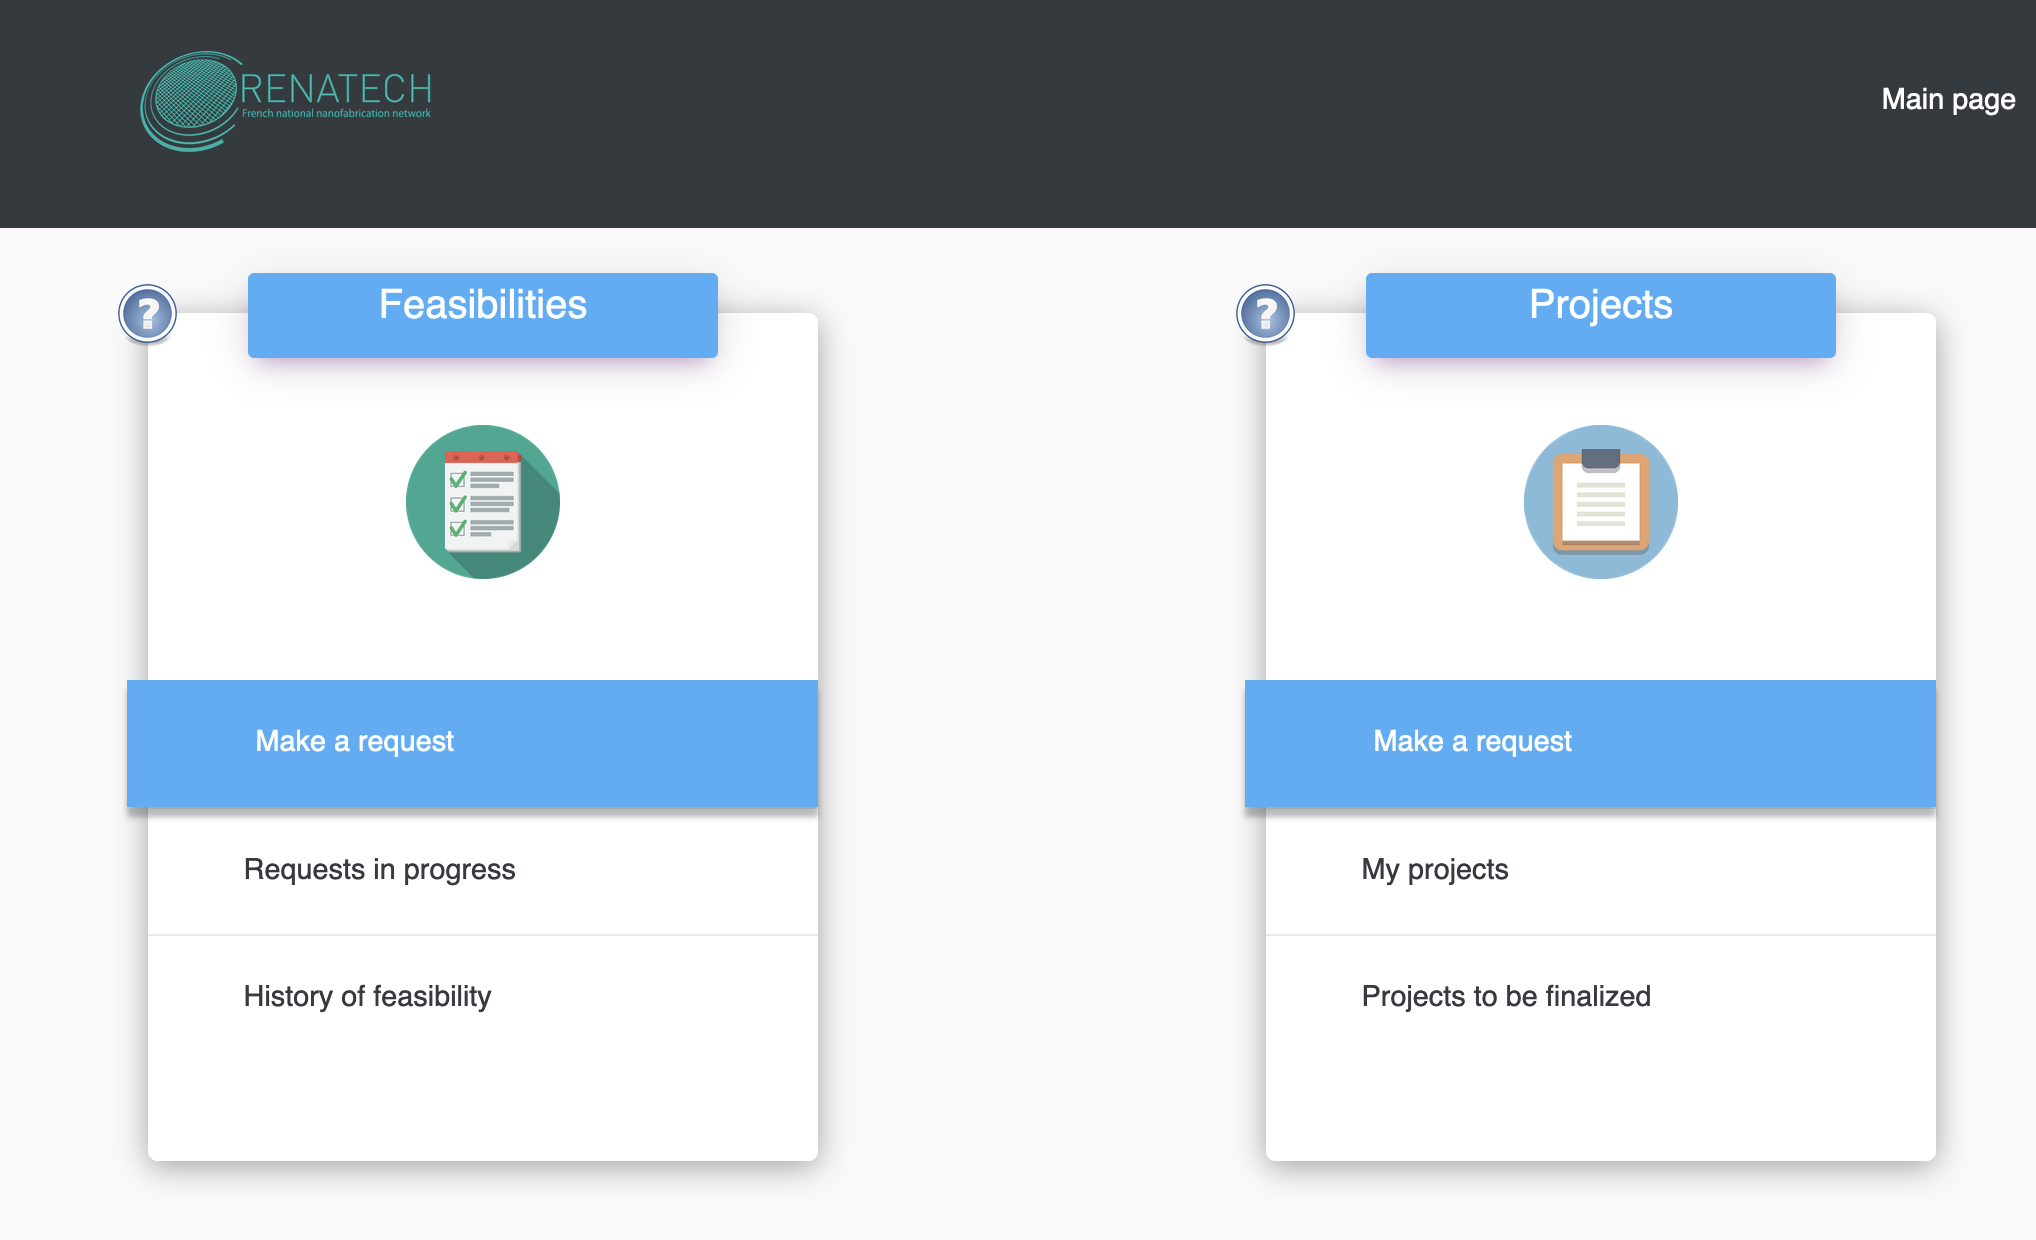 RENATECH
French national nanofabrication network
Main page
?
Feasibilities
Make a request
Requests in progress
History of feasibility
?
Projects
Make a request
My projects
Projects to be finalized